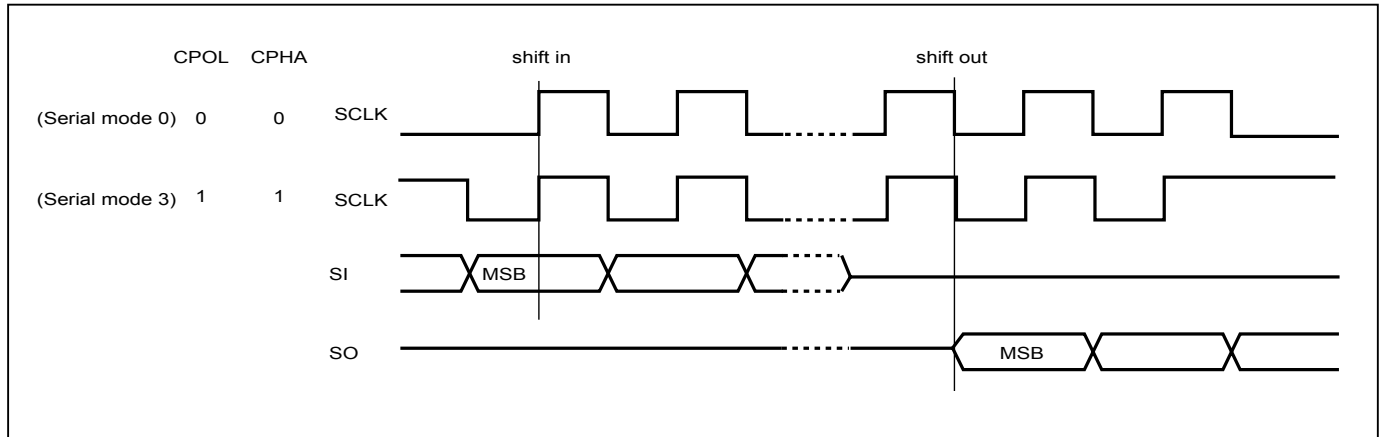 CPOL CPHA shift in shift out
(Serial mode 0) 0 0 SCLK
(Serial mode 3) 1 1 SCLK
SI MSB
SO MSB